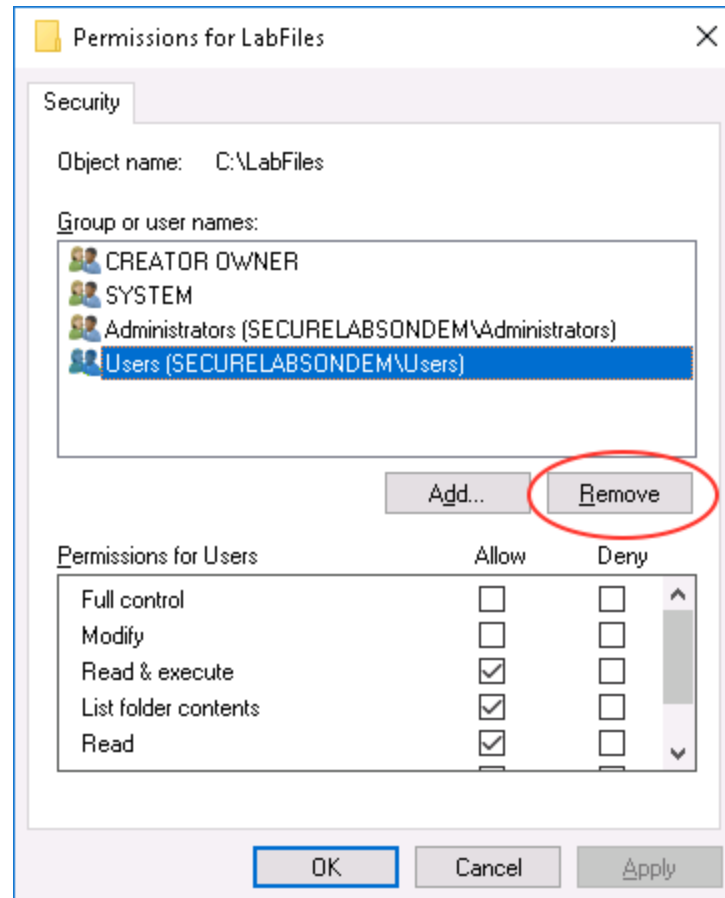 Permissions for LabFiles
Security
Object name: C:\LabFiles
Group or user names:
CREATOR OWNER
SYSTEM
Administrators (SECURELABSONDEM\Administrators)
Users (SECURELABSONDEM\Users)
Add... Remove
Permissions for Users Allow Deny
Full control
Modify
Read & execute
List folder contents
Read
OK Cancel Apply